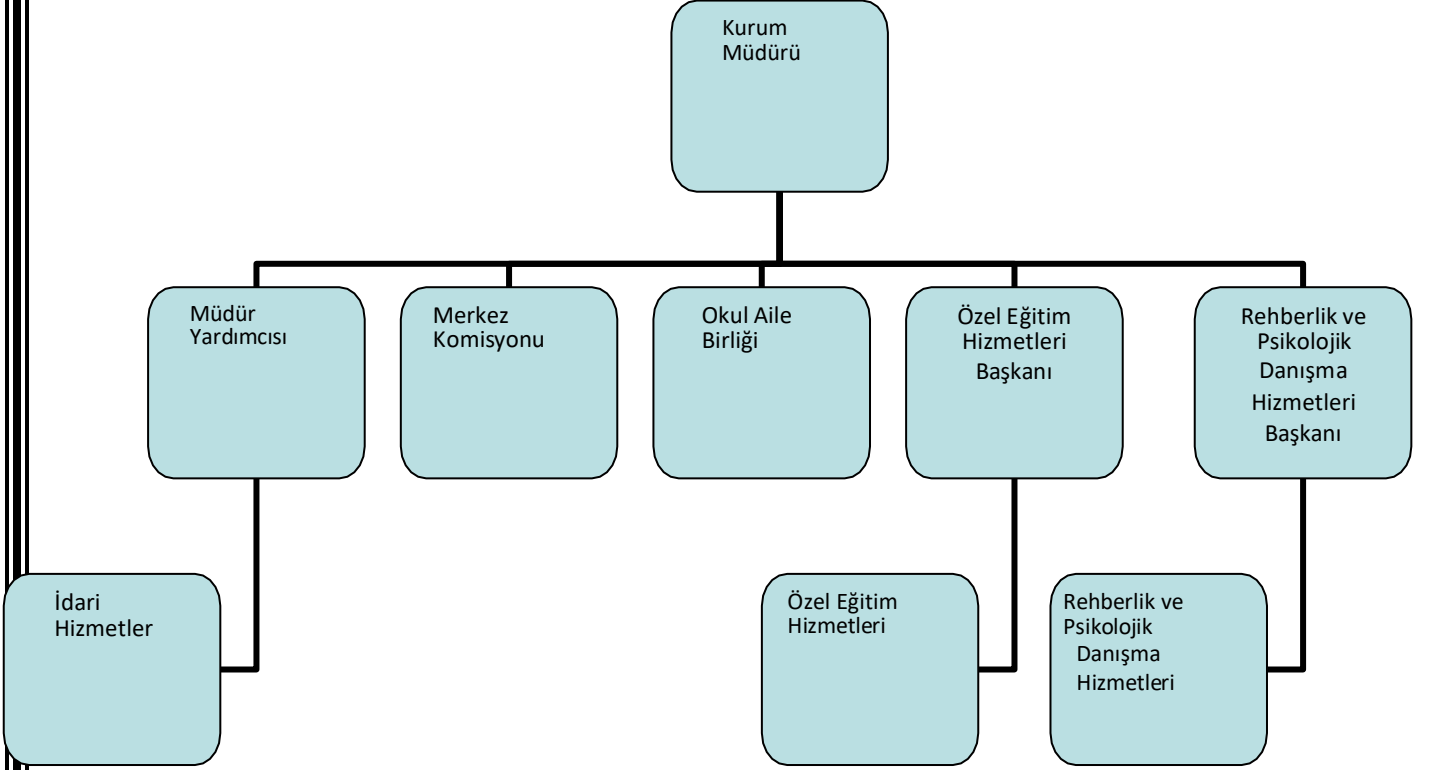 Kurum
Müdürü
Müdür
Yardımcısı
Merkez
Komisyonu
Okul Aile
Birliği
Özel Eğitim
Hizmetleri
Başkanı
Rehberlik ve
Psikolojik
Danışma
Hizmetleri
Başkanı
İdari
Hizmetler
Özel Eğitim
Hizmetleri
Rehberlik ve
Psikolojik
Danışma
Hizmetleri